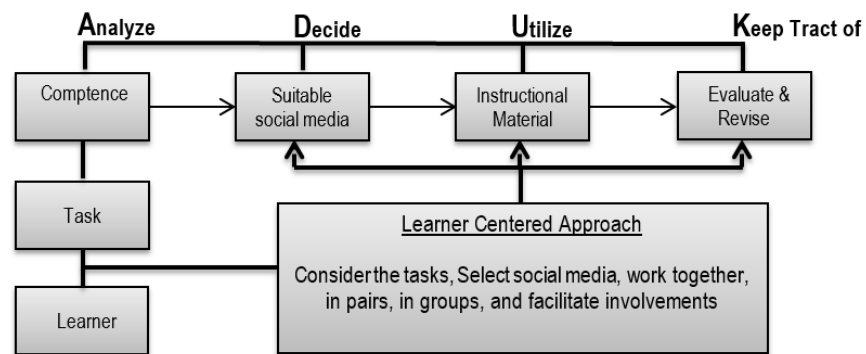 Analyze Decide Utilize Keep Tract of
Comptence
Suitable
social media
Instructional
Material
Evaluate &
Revise
Task
Learner
Learner Centered Approach
Consider the tasks, Select social media, work together,
in pairs, in groups, and facilitate involvements